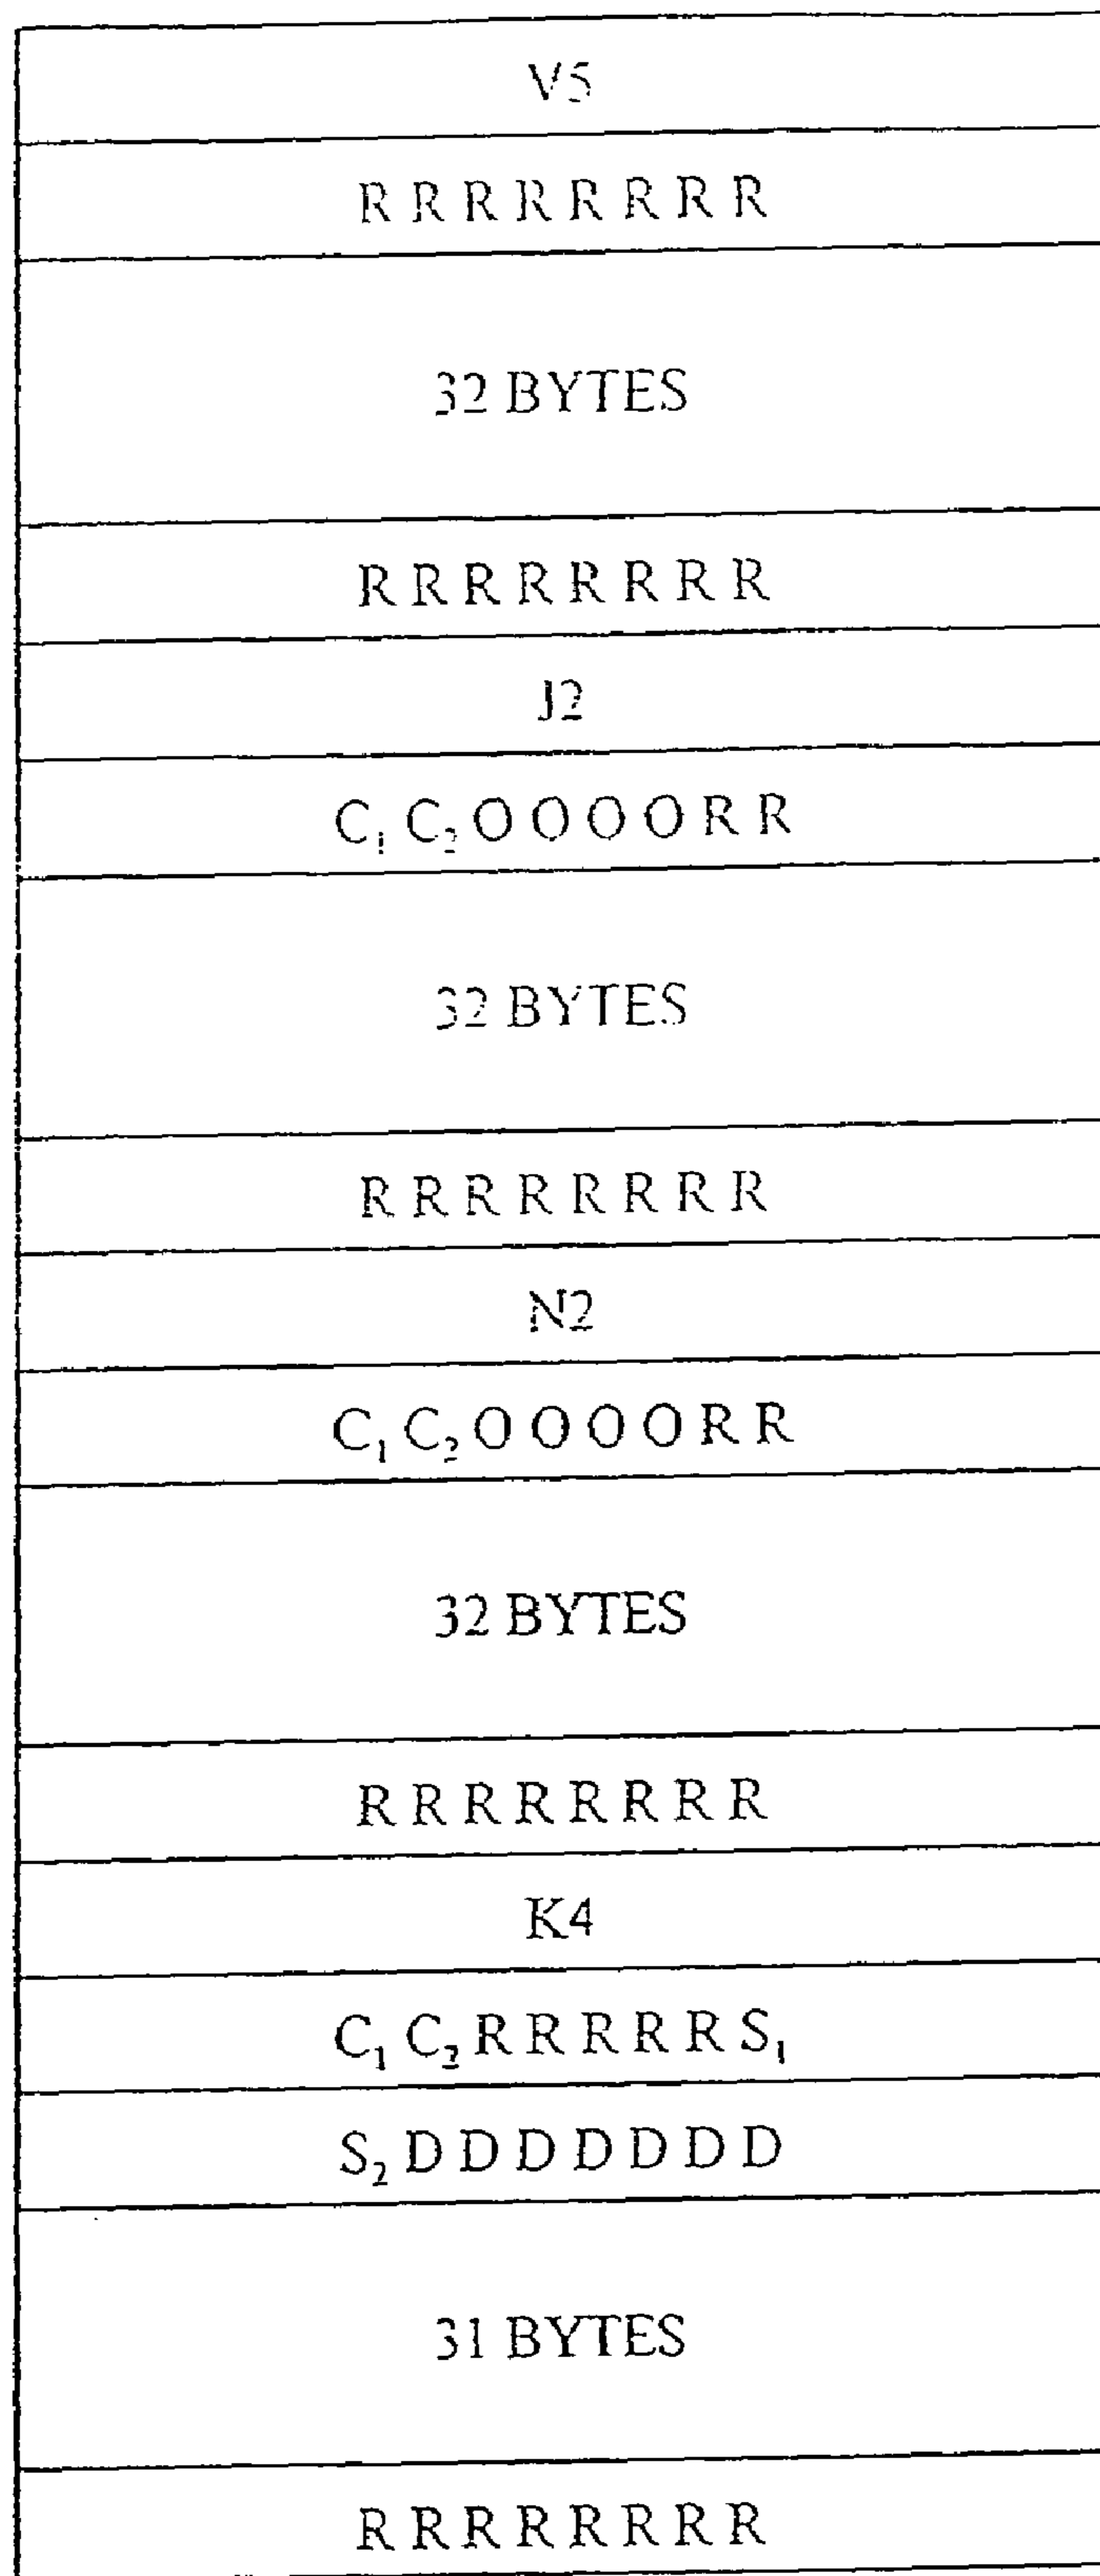 V5
R R R R R R R R
32 BYTES
R R R R R R R R
J2
C₁ C₂ O O O O R R
32 BYTES
R R R R R R R R
N2
C₁ C₂ O O O O R R
32 BYTES
R R R R R R R R
K4
C₁ C₂ R R R R R S₁
S₂ D D D D D D D
31 BYTES
R R R R R R R R